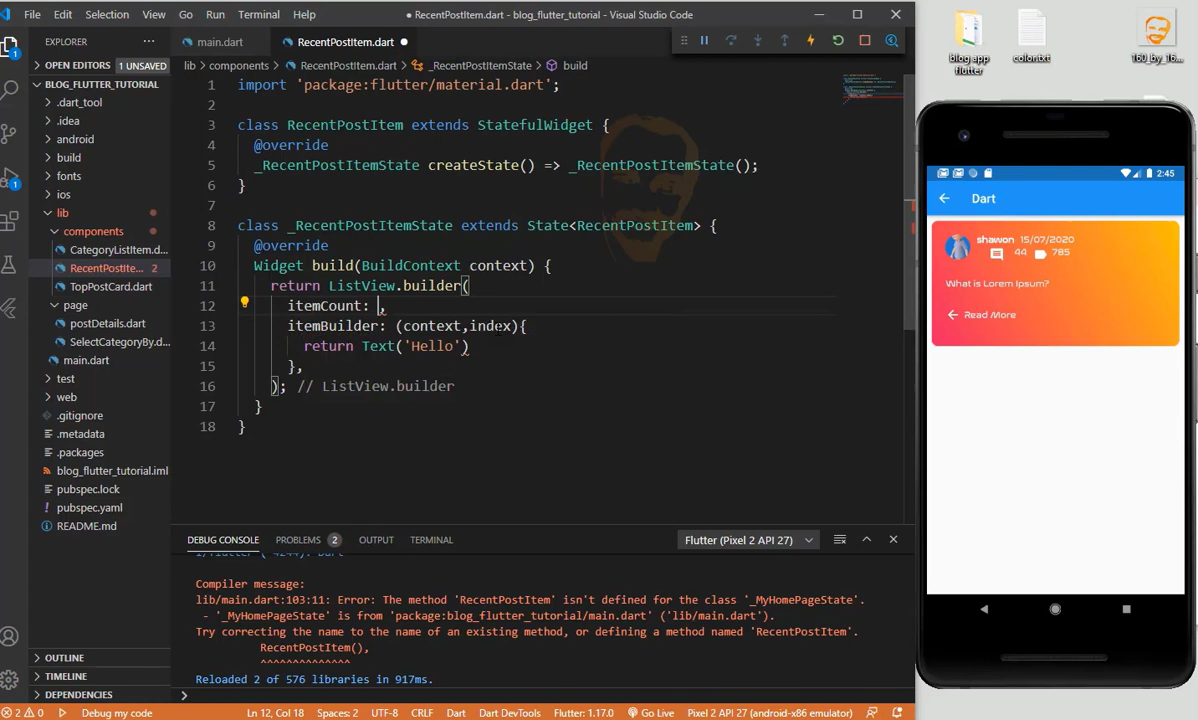 File Edit Selection View Go Run Terminal Help
● RecentPostItem.dart - blog_flutter_tutorial - Visual Studio Code
EXPLORER ···
OPEN EDITORS 1 UNSAVED
BLOG_FLUTTER_TUTORIAL
.dart_tool
.idea
android
build
fonts
ios
lib
components
CategoryListItem.d...
RecentPostIte... 2
TopPostCard.dart
page
postDetails.dart
SelectCategoryBy.d...
main.dart
test
web
.gitignore
.metadata
.packages
blog_flutter_tutorial.iml
pubspec.lock
pubspec.yaml
README.md
OUTLINE
TIMELINE
DEPENDENCIES
1
1
main.dart RecentPostItem.dart ●
lib > components > RecentPostItem.dart > _RecentPostItemState > build
1 import 'package:flutter/material.dart';
2
3 class RecentPostItem extends StatefulWidget {
4 @override
5 _RecentPostItemState createState() => _RecentPostItemState();
6 }
7
8 class _RecentPostItemState extends State<RecentPostItem> {
9 @override
10 Widget build(BuildContext context) {
11 return ListView.builder(
12 itemCount: ,
13 itemBuilder: (context,index){
14 return Text('Hello')
15 },
16 ); // ListView.builder
17 }
18 }
DEBUG CONSOLE PROBLEMS 2 OUTPUT TERMINAL Flutter (Pixel 2 API 27)
Compiler message:
lib/main.dart:103:11: Error: The method 'RecentPostItem' isn't defined for the class '_MyHomePageState'.
- '_MyHomePageState' is from 'package:blog_flutter_tutorial/main.dart' ('lib/main.dart').
Try correcting the name to the name of an existing method, or defining a method named 'RecentPostItem'.
RecentPostItem(),
^^^^^^^^^^^^^^
Reloaded 2 of 576 libraries in 917ms.
2 0 Debug my code Ln 12, Col 18 Spaces: 2 UTF-8 CRLF Dart Dart DevTools Flutter: 1.17.0 Go Live Pixel 2 API 27 (android-x86 emulator)
blog app
flutter
color.txt
160_by_16...
2:45
Dart
shawon 15/07/2020
44 785
What is Lorem Ipsum?
Read More